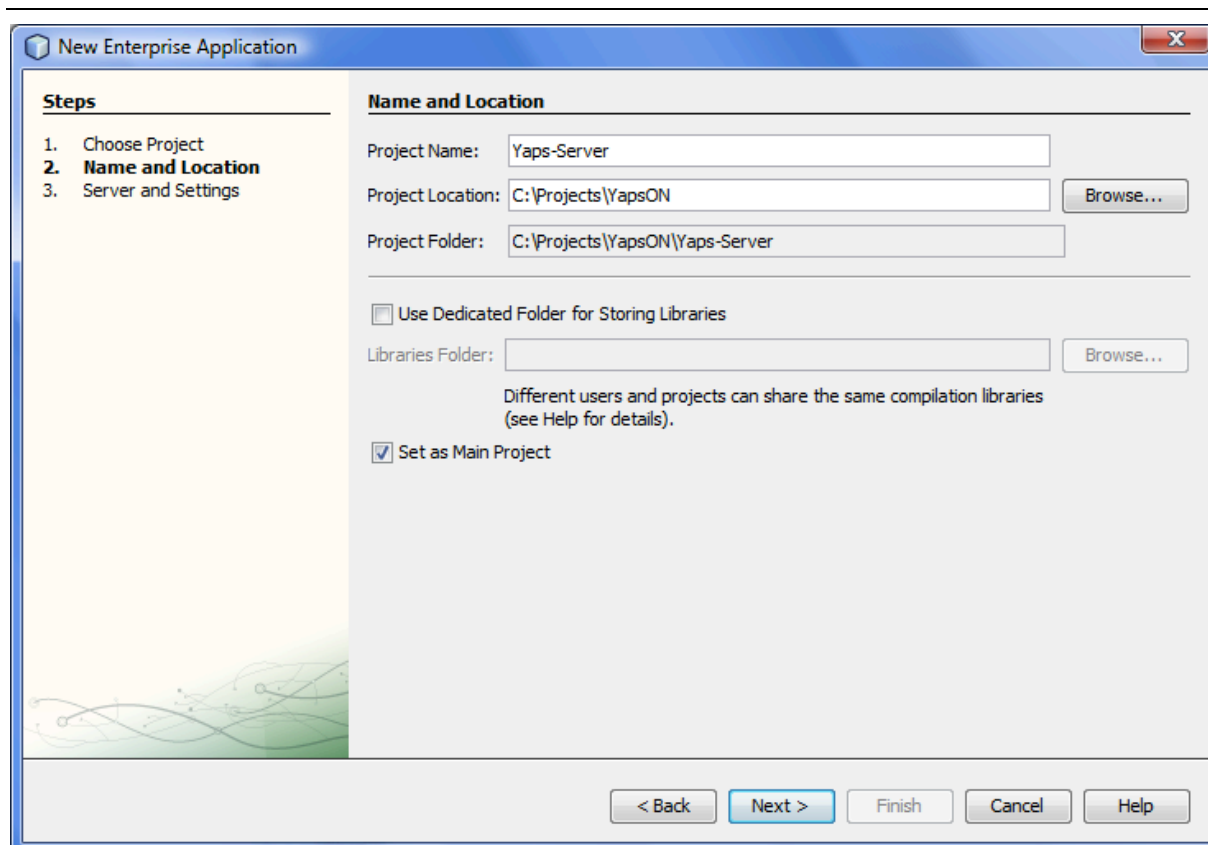 New Enterprise Application
X
Steps
1. Choose Project
2. Name and Location
3. Server and Settings
Name and Location
Project Name: Yaps-Server
Project Location: C:\Projects\YapsON Browse...
Project Folder: C:\Projects\YapsON\Yaps-Server
Use Dedicated Folder for Storing Libraries
Libraries Folder: Browse...
Different users and projects can share the same compilation libraries
(see Help for details).
Set as Main Project
< Back Next > Finish Cancel Help